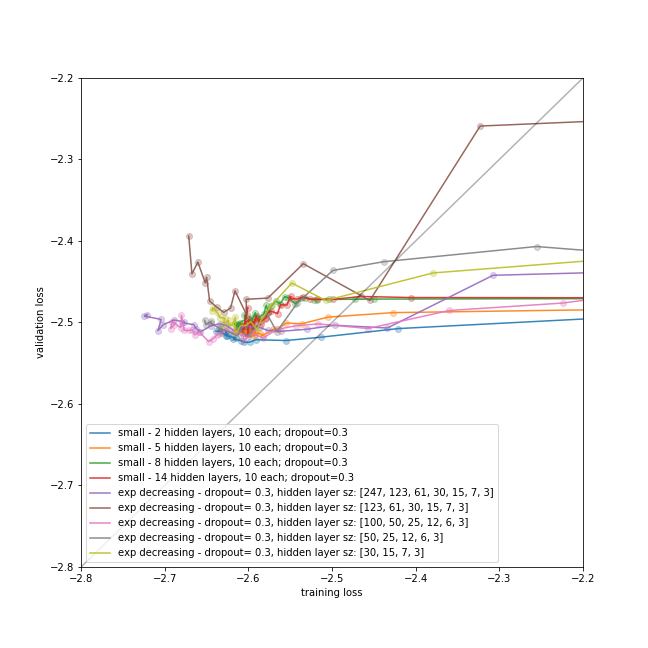 −2.2
−2.3
−2.4
−2.5
−2.6
−2.7
−2.8
validation loss
small - 2 hidden layers, 10 each; dropout=0.3
small - 5 hidden layers, 10 each; dropout=0.3
small - 8 hidden layers, 10 each; dropout=0.3
small - 14 hidden layers, 10 each; dropout=0.3
exp decreasing - dropout= 0.3, hidden layer sz: [247, 123, 61, 30, 15, 7, 3]
exp decreasing - dropout= 0.3, hidden layer sz: [123, 61, 30, 15, 7, 3]
exp decreasing - dropout= 0.3, hidden layer sz: [100, 50, 25, 12, 6, 3]
exp decreasing - dropout= 0.3, hidden layer sz: [50, 25, 12, 6, 3]
exp decreasing - dropout= 0.3, hidden layer sz: [30, 15, 7, 3]
−2.8 −2.7 −2.6 −2.5 −2.4 −2.3 −2.2
training loss